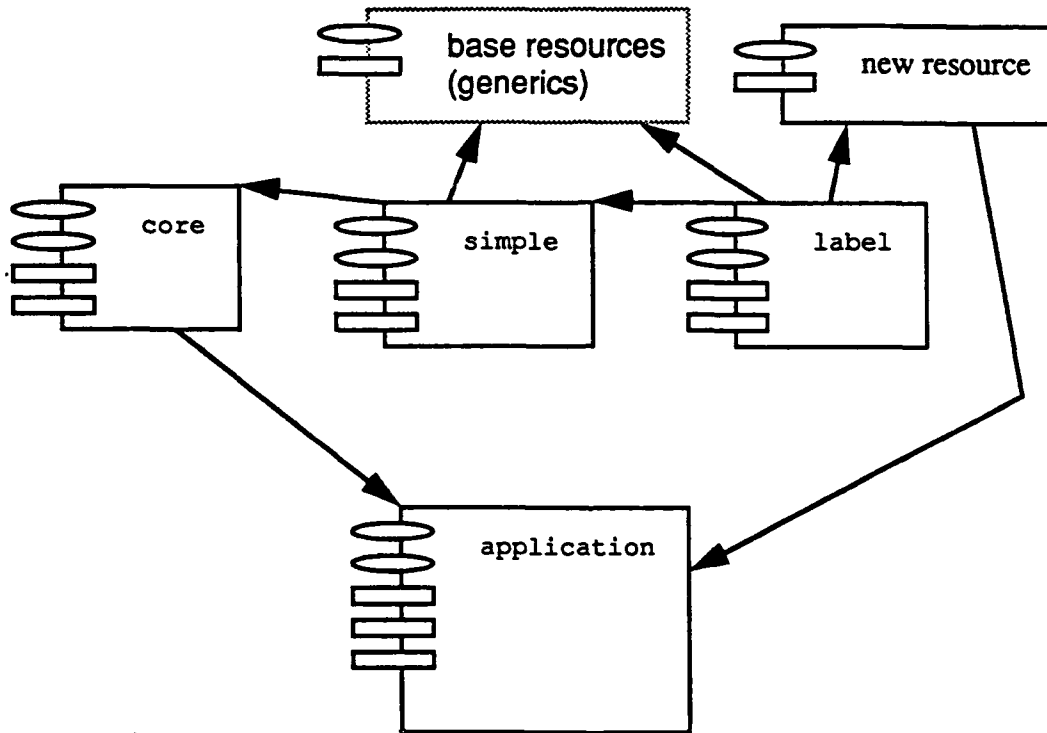 base resources
(generics)
new resource
core
simple
label
application